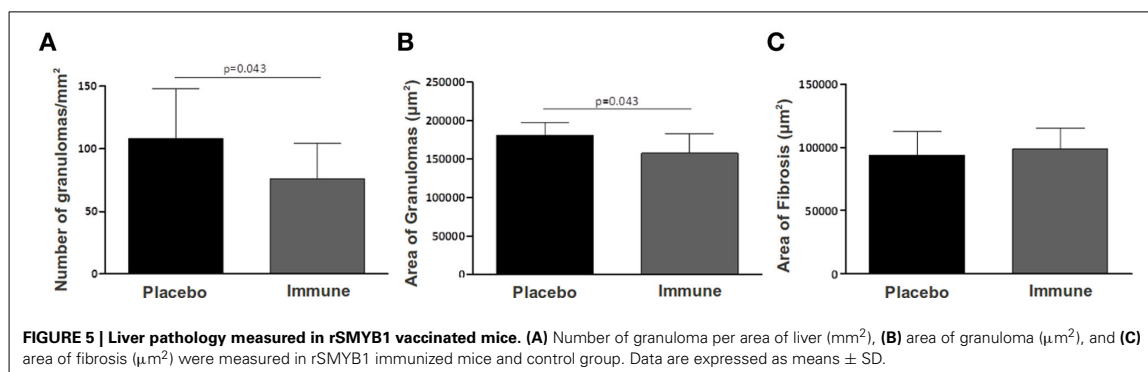 A
Number of granulomas/mm²
150
100
50
0
p=0.043
Placebo Immune
B
Area of Granulomas (µm²)
250000
200000
150000
100000
50000
0
p=0.043
Placebo Immune
C
Area of Fibrosis (µm²)
150000
100000
50000
0
Placebo Immune
FIGURE 5 | Liver pathology measured in rSMYB1 vaccinated mice. (A) Number of granuloma per area of liver (mm²), (B) area of granuloma (µm²), and (C)
area of fibrosis (µm²) were measured in rSMYB1 immunized mice and control group. Data are expressed as means ± SD.